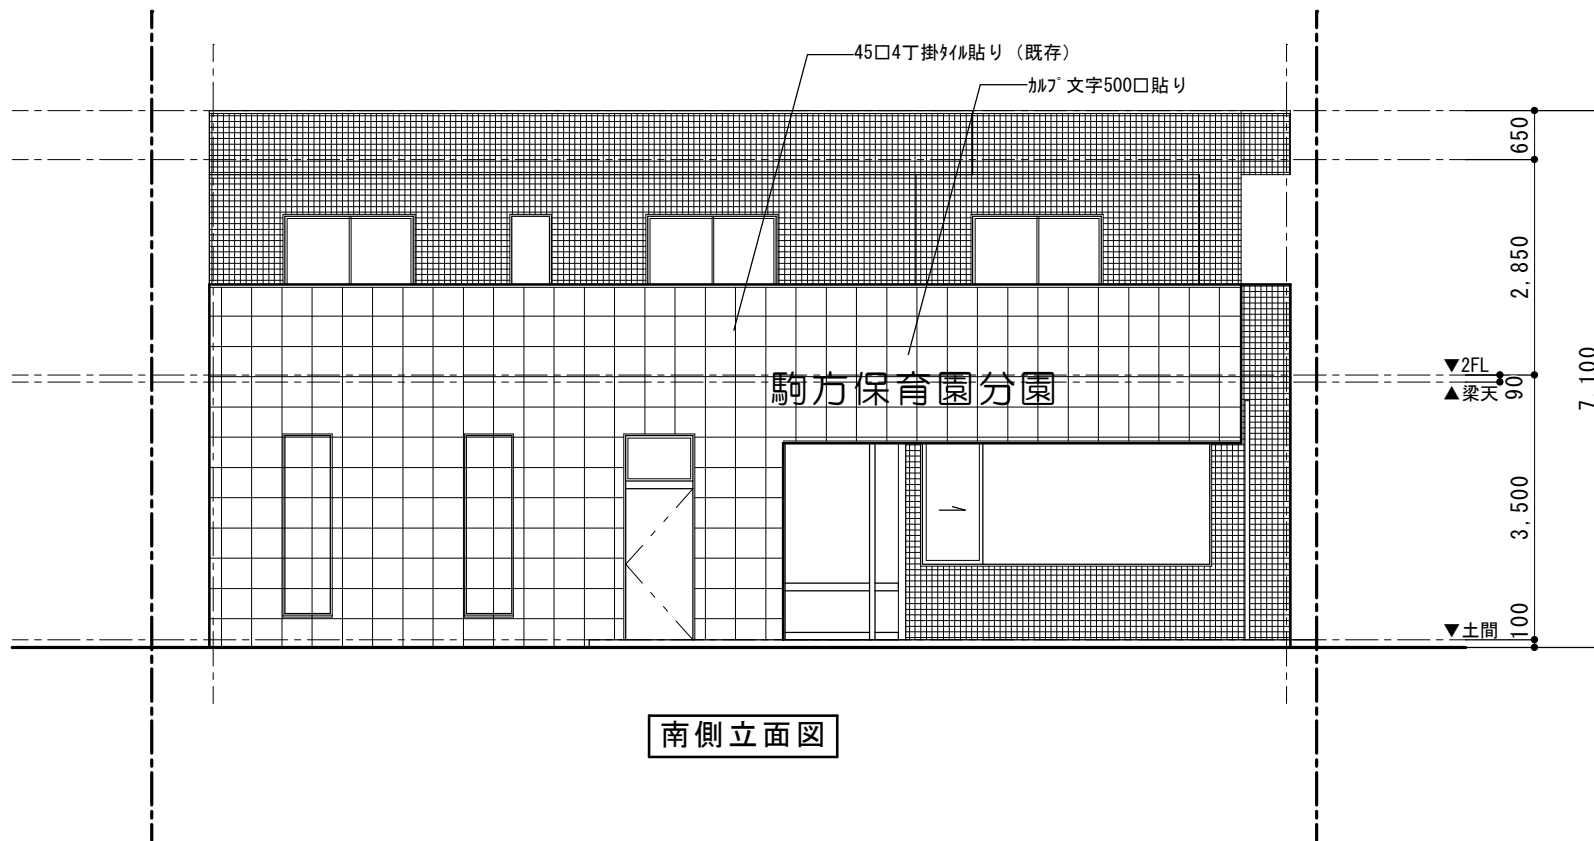 45□4丁掛ﾀｲﾙ貼り（既存）
ｶﾙﾌﾟ文字500□貼り
650
2,850
▼2FL
90
▲梁天
7,100
駒方保育園分園
3,500
▼土間
100
南側立面図